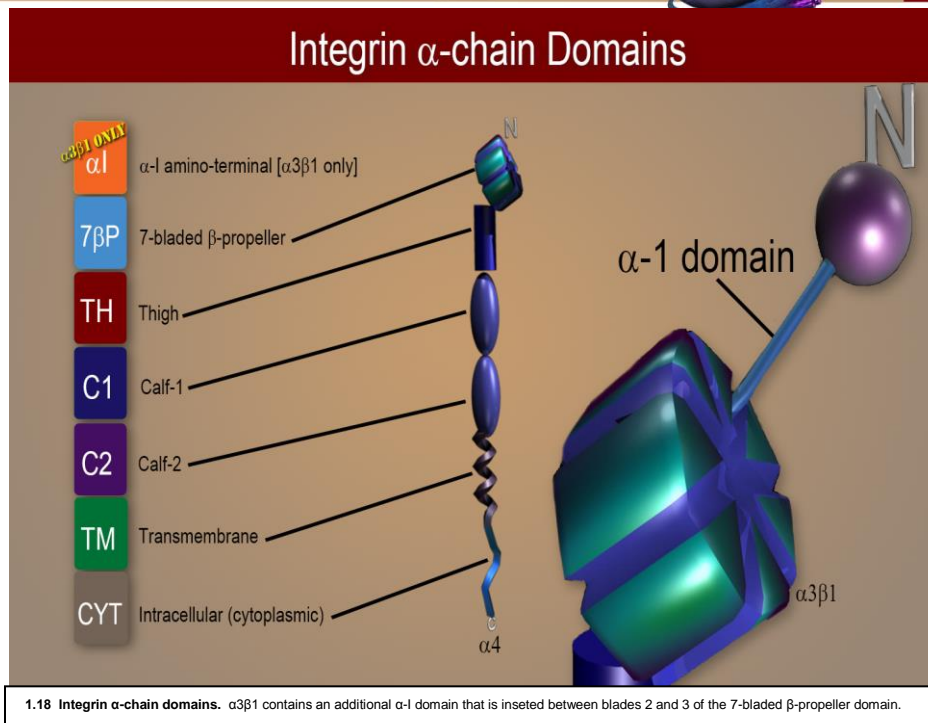 Integrin α-chain Domains
α3β1 ONLY
αI
α-I amino-terminal [α3β1 only]
7βP
7-bladed β-propeller
TH
Thigh
C1
Calf-1
C2
Calf-2
TM
Transmembrane
CYT
Intracellular (cytoplasmic)
N
C
α4
N
α-1 domain
α3β1
1.18 Integrin α-chain domains. α3β1 contains an additional α-I domain that is inseted between blades 2 and 3 of the 7-bladed β-propeller domain.